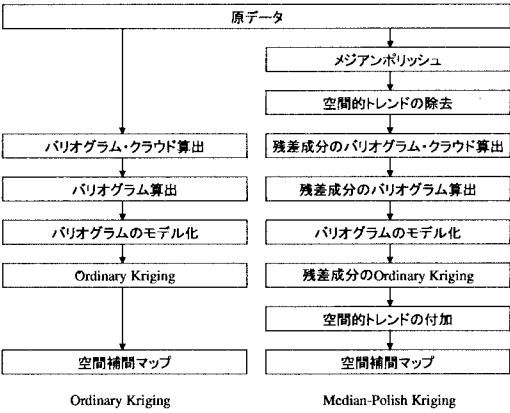 原データ
メジアンポリッシュ
空間的トレンドの除去
バリオグラム・クラウド算出
残差成分のバリオグラム・クラウド算出
バリオグラム算出
残差成分のバリオグラム算出
バリオグラムのモデル化
バリオグラムのモデル化
Ordinary Kriging
残差成分のOrdinary Kriging
空間的トレンドの付加
空間補間マップ
空間補間マップ
Ordinary Kriging
Median-Polish Kriging